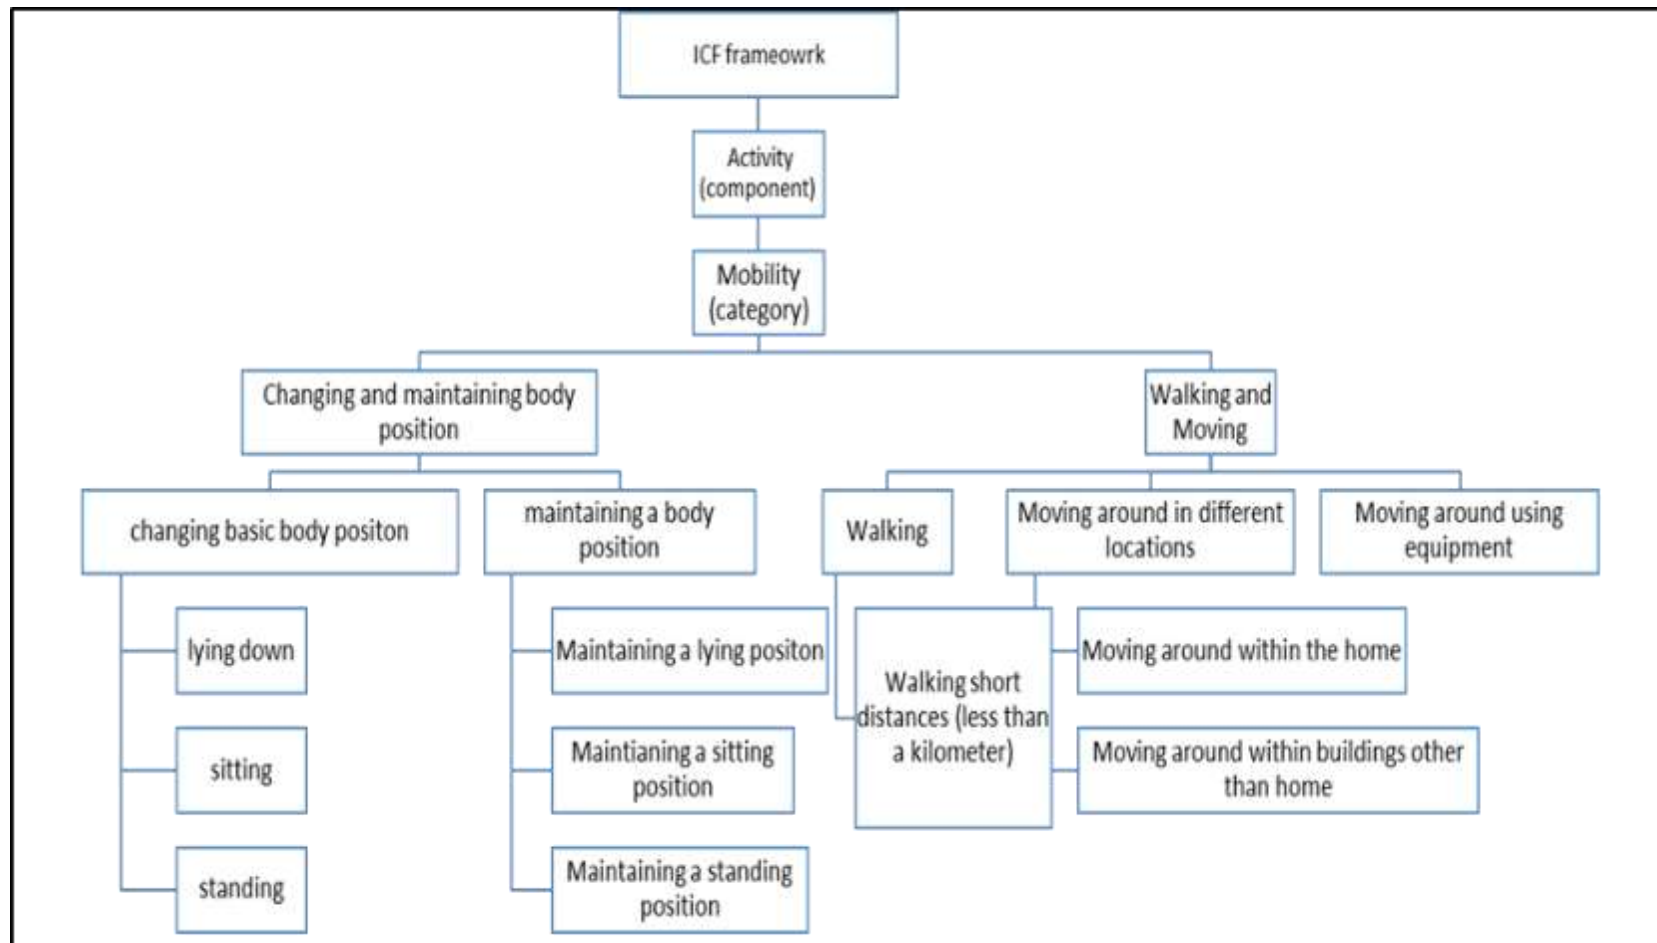 ICF frameowrk
Activity
(component)
Mobility
(category)
Changing and maintaining body
position
Walking and
Moving
changing basic body positon
maintaining a body
position
Walking
Moving around in different
locations
Moving around using
equipment
lying down
sitting
standing
Maintaining a lying positon
Maintianing a sitting
position
Maintaining a standing
position
Walking short
distances (less than
a kilometer)
Moving around within the home
Moving around within buildings other
than home